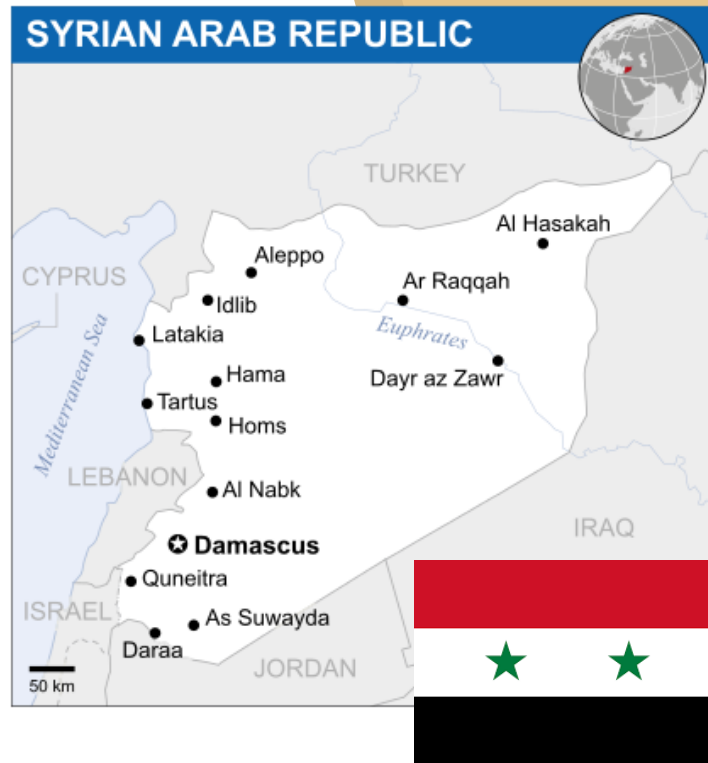 SYRIAN ARAB REPUBLIC
TURKEY
Al Hasakah
Aleppo
CYPRUS
Ar Raqqah
Idlib
Euphrates
Latakia
Mediterranean Sea
Hama
Dayr az Zawr
Tartus
Homs
LEBANON
Al Nabk
IRAQ
Damascus
Quneitra
ISRAEL
As Suwayda
Daraa
JORDAN
50 km